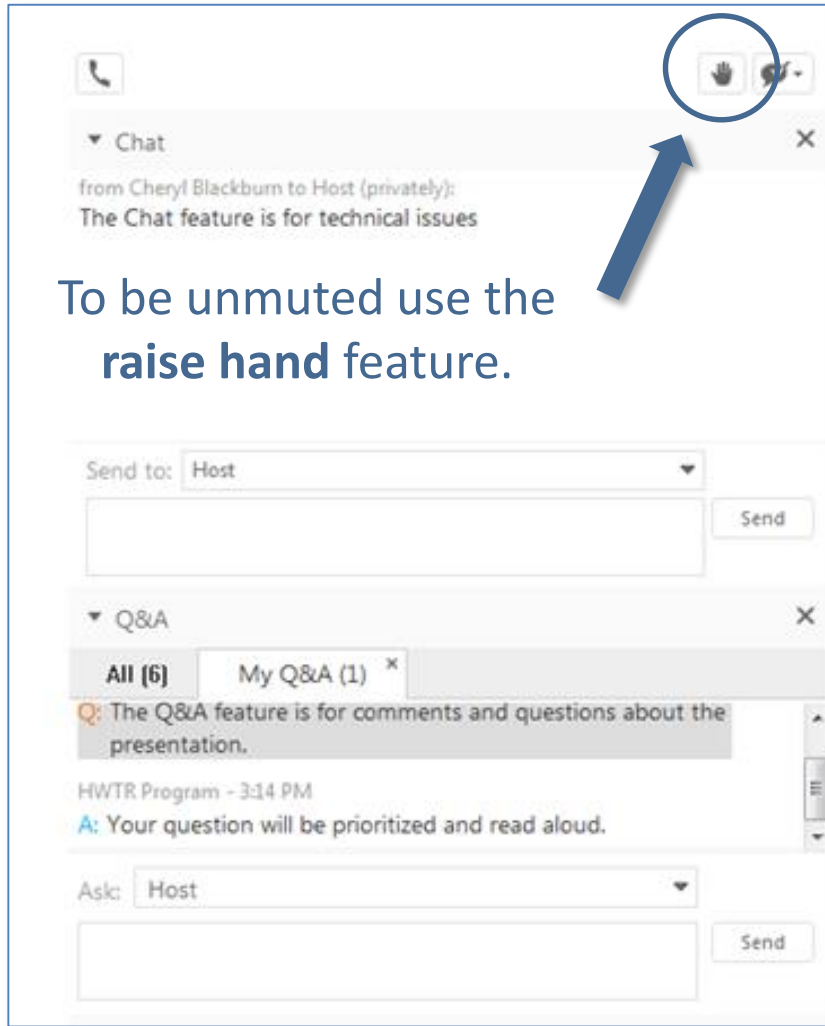 Chat
from Cheryl Blackburn to Host (privately):
The Chat feature is for technical issues
To be unmuted use the
raise hand feature.
Send to: Host
Send
Q&A
All (6) My Q&A (1)
Q: The Q&A feature is for comments and questions about the
presentation.
HWTR Program - 3:14 PM
A: Your question will be prioritized and read aloud.
Ask: Host
Send